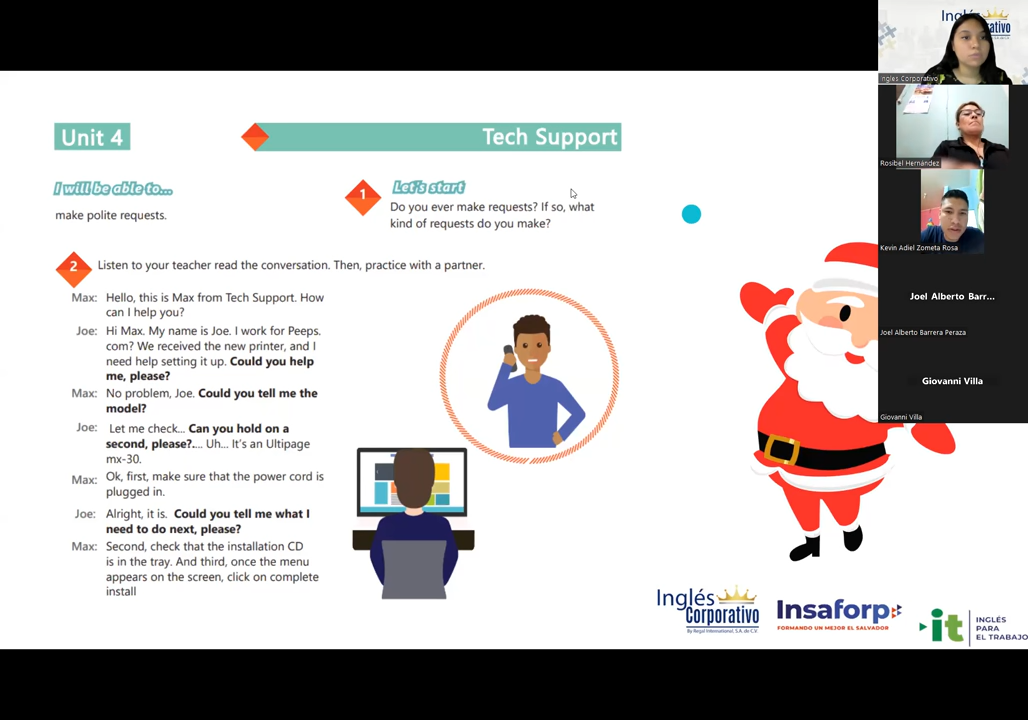 Unit 4
Tech Support
I will be able to...
make polite requests.
1
Let's start
Do you ever make requests? If so, what
kind of requests do you make?
2
Listen to your teacher read the conversation. Then, practice with a partner.
Max: Hello, this is Max from Tech Support. How
can I help you?
Joe: Hi Max. My name is Joe. I work for Peeps.
com? We received the new printer, and I
need help setting it up. Could you help
me, please?
Max: No problem, Joe. Could you tell me the
model?
Joe: Let me check... Can you hold on a
second, please?.... Uh... It's an Ultipage
mx-30.
Max: Ok, first, make sure that the power cord is
plugged in.
Joe: Alright, it is. Could you tell me what I
need to do next, please?
Max: Second, check that the installation CD
is in the tray. And third, once the menu
appears on the screen, click on complete
install
Inglés
Corporativo
By Regal International, S.A. de C.V.
Insaforp
FORMANDO UN MEJOR EL SALVADOR
it
INGLÉS
PARA
EL TRABAJO
Ingles Corporativo
Rosibel Hernández
Kevin Adiel Zometa Rosa
Joel Alberto Barr...
Joel Alberto Barrera Peraza
Giovanni Villa
Giovanni Villa